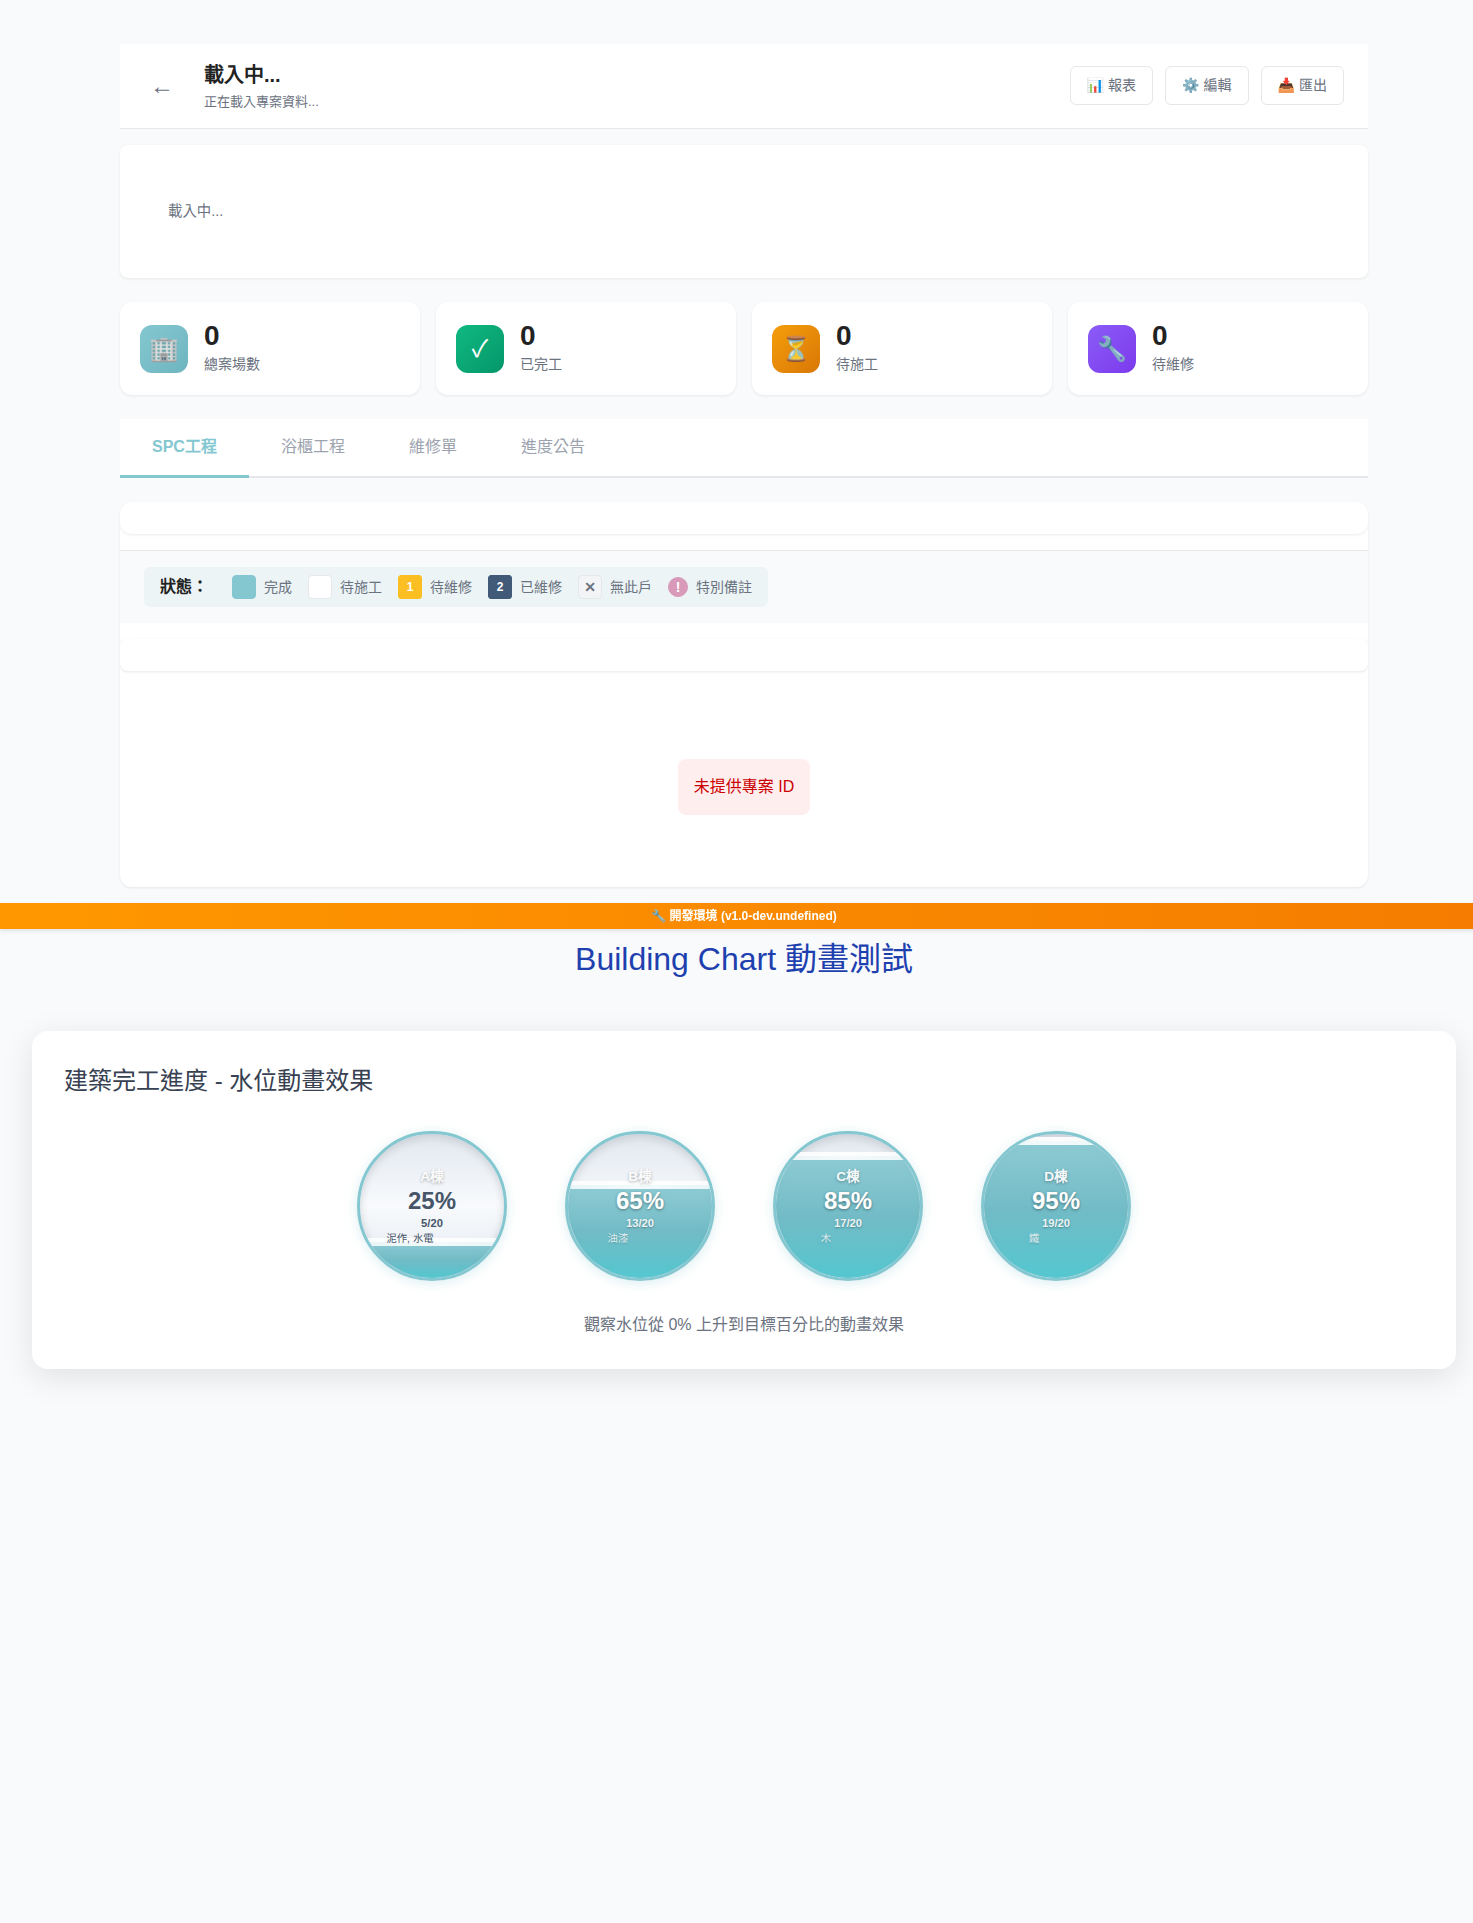 ←
載入中...
正在載入專案資料...
📊 報表
⚙️ 編輯
📥 匯出
載入中...
0
總案場數
✓
0
已完工
0
待施工
0
待維修
SPC工程
浴櫃工程
維修單
進度公告
狀態：
完成
待施工
1 待維修
2 已維修
✕ 無此戶
! 特別備註
未提供專案 ID
🔧 開發環境 (v1.0-dev.undefined)
Building Chart 動畫測試
建築完工進度 - 水位動畫效果
A棟
25%
5/20
泥作, 水電
B棟
65%
13/20
油漆
C棟
85%
17/20
木
D棟
95%
19/20
鐵
觀察水位從 0% 上升到目標百分比的動畫效果